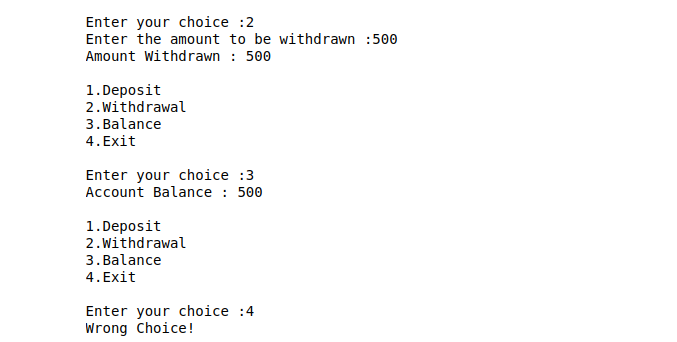 Enter your choice :2
Enter the amount to be withdrawn :500
Amount Withdrawn : 500
1.Deposit
2.Withdrawal
3.Balance
4.Exit
Enter your choice :3
Account Balance : 500
1.Deposit
2.Withdrawal
3.Balance
4.Exit
Enter your choice :4
Wrong Choice!